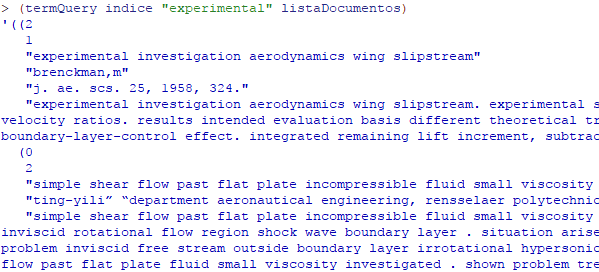 > (termQuery indice "experimental" listaDocumentos)
'((2
1
"experimental investigation aerodynamics wing slipstream"
"brenckman,m"
"j. ae. scs. 25, 1958, 324."
"experimental investigation aerodynamics wing slipstream. experimental s
velocity ratios. results intended evaluation basis different theoretical tr
boundary-layer-control effect. integrated remaining lift increment, subtrac
(0
2
"simple shear flow past flat plate incompressible fluid small viscosity
"ting-yili” “department aeronautical engineering, rensselaer polytechnic
"simple shear flow past flat plate incompressible fluid small viscosity
inviscid rotational flow region shock wave boundary layer . situation arise
problem inviscid free stream outside boundary layer irrotational hypersonic
flow past flat plate fluid small viscosity investigated . shown problem tre